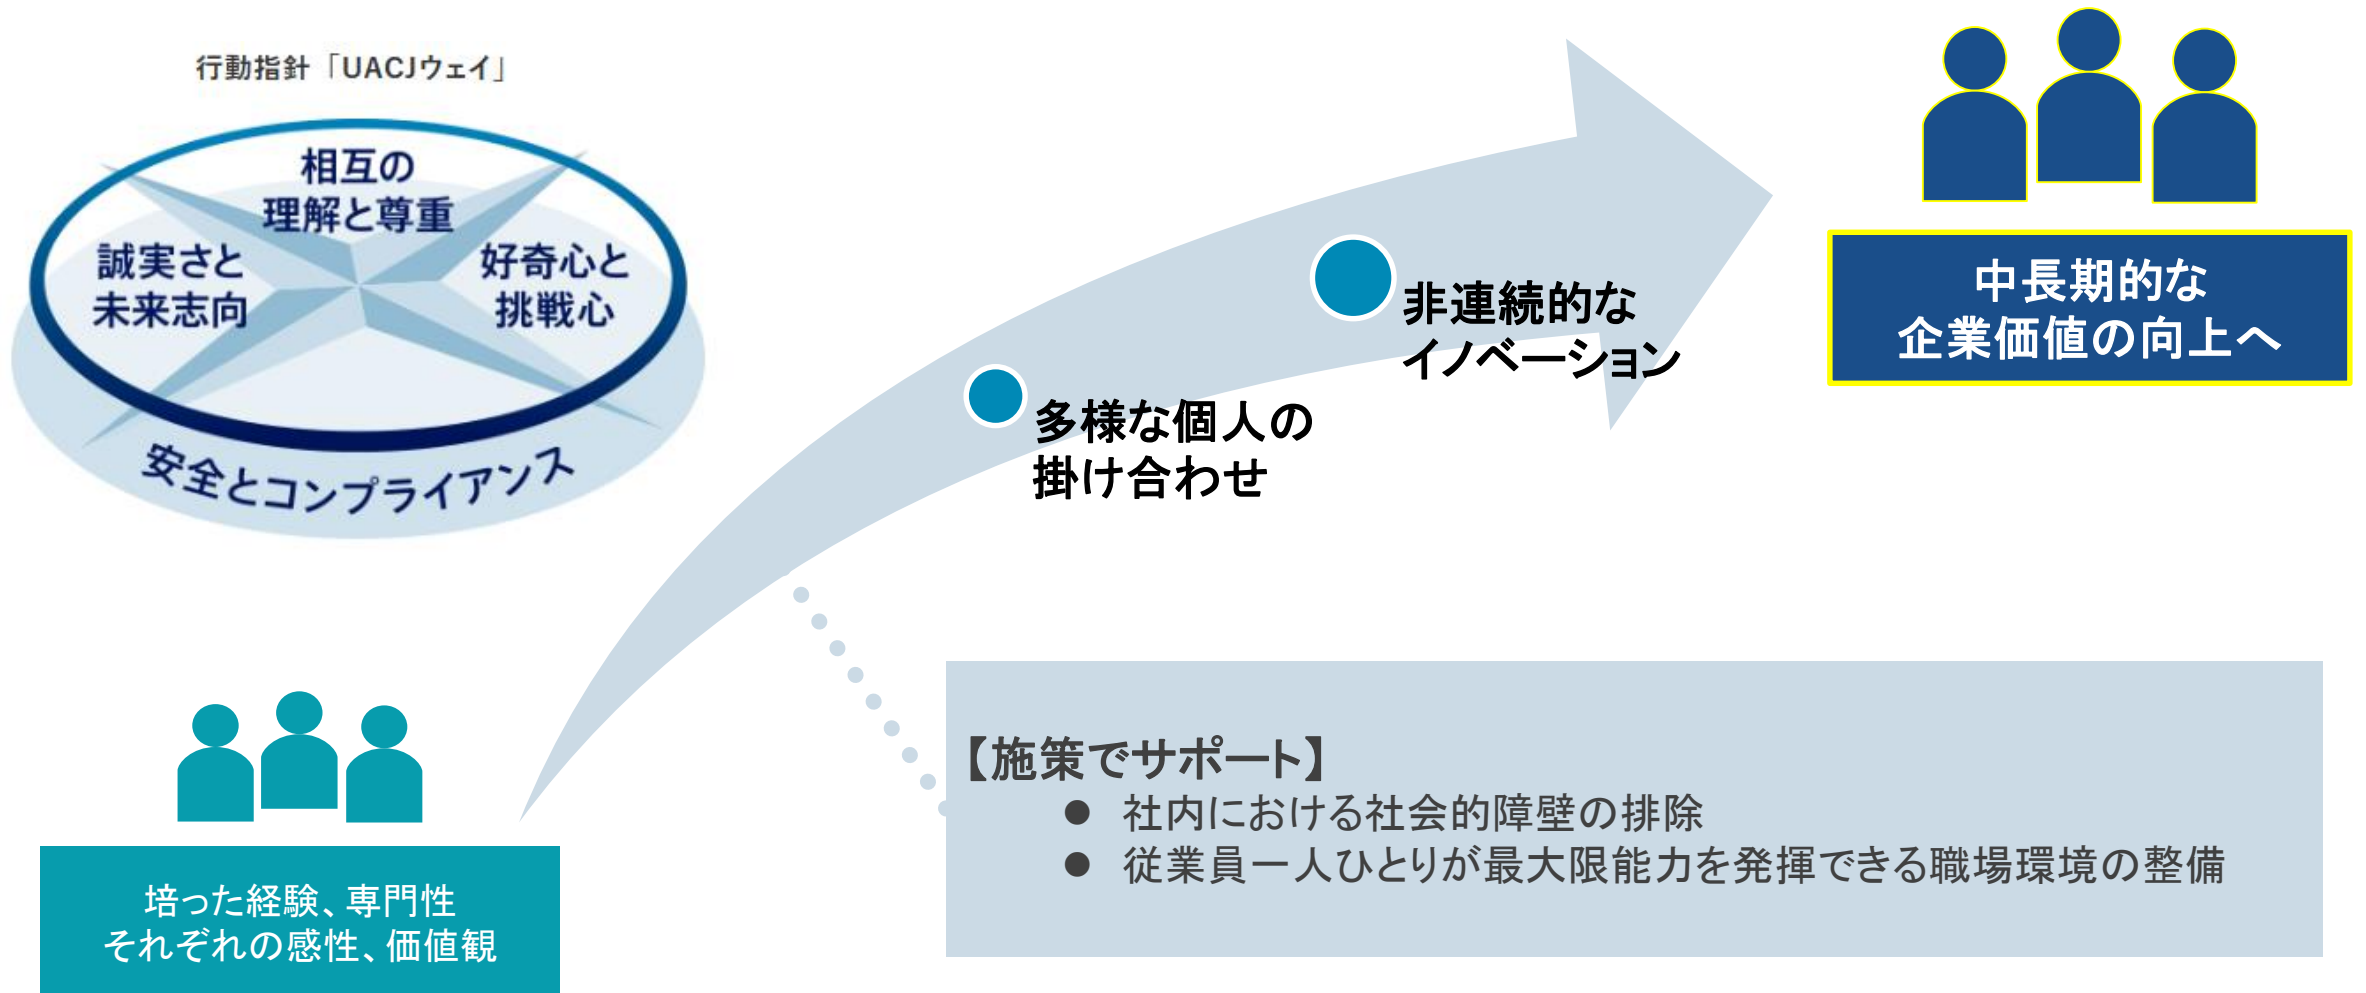 行動指針「UACJウェイ」
相互の
理解と尊重
誠実さと
未来志向
好奇心と
挑戦心
安全とコンプライアンス
中長期的な
企業価値の向上へ
非連続的な
イノベーション
多様な個人の
掛け合わせ
【施策でサポート】
● 社内における社会的障壁の排除
● 従業員一人ひとりが最大限能力を発揮できる職場環境の整備
培った経験、専門性
それぞれの感性、価値観